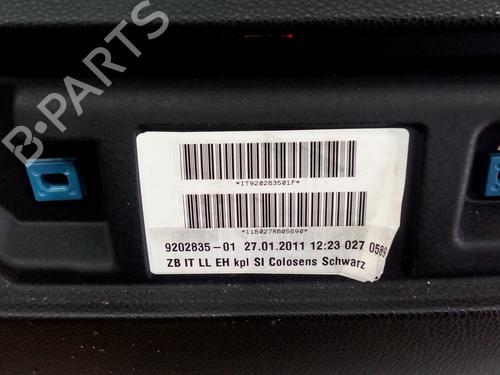 B-PARTS
*IT920283501F*
*115027RB05890*
9202835-01 27.01.2011 12:23 027 0589
ZB IT LL EH kpl SI Colosens Schwarz